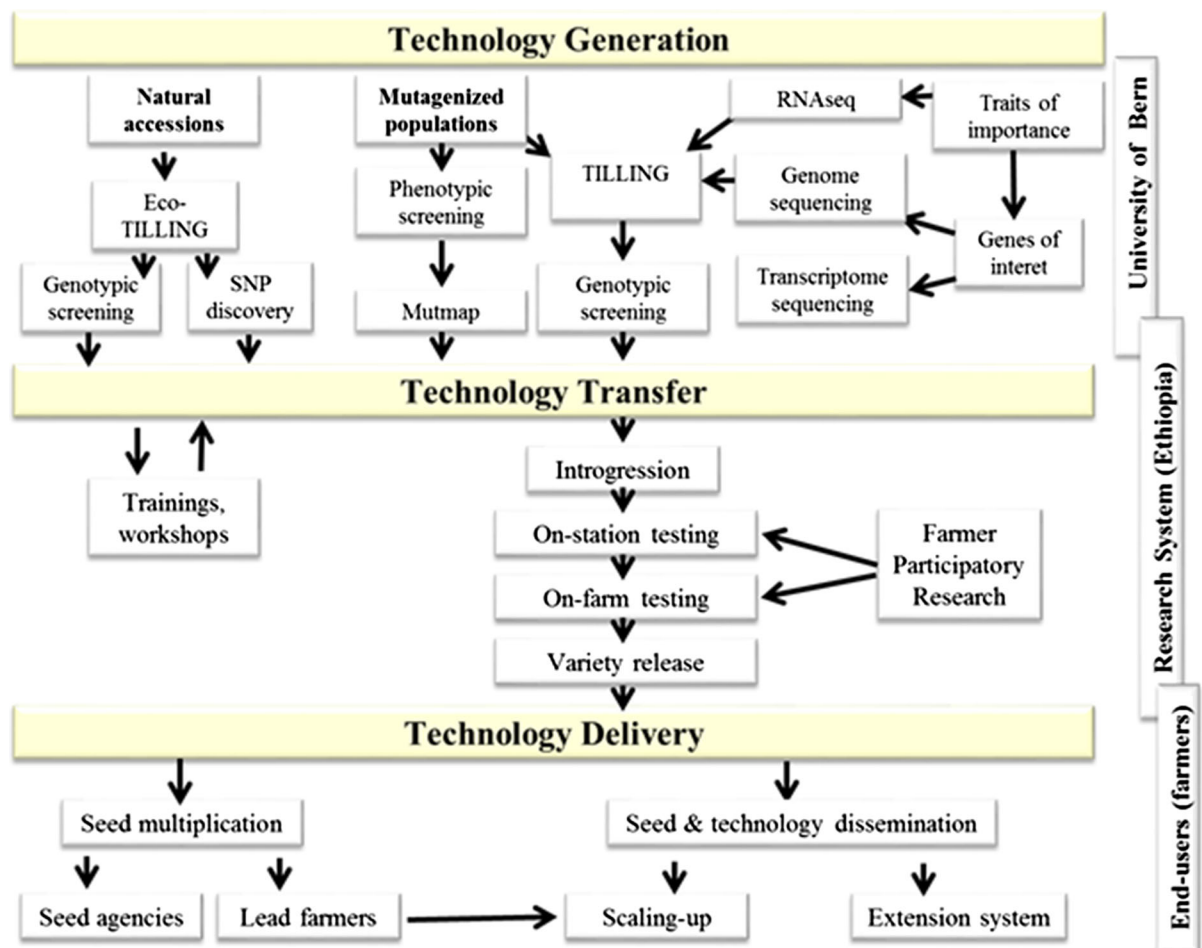 Technology Generation
Natural
accessions
Mutagenized
populations
RNAseq
Traits of
importance
Eco-
TILLING
Phenotypic
screening
TILLING
Genome
sequencing
Genes of
interet
Genotypic
screening
SNP
discovery
Mutmap
Genotypic
screening
Transcriptome
sequencing
University of Bern
Technology Transfer
Trainings,
workshops
Introgression
On-station testing
On-farm testing
Variety release
Farmer
Participatory
Research
Research System (Ethiopia)
Technology Delivery
Seed multiplication
Seed & technology dissemination
Seed agencies
Lead farmers
Scaling-up
Extension system
End-users (farmers)